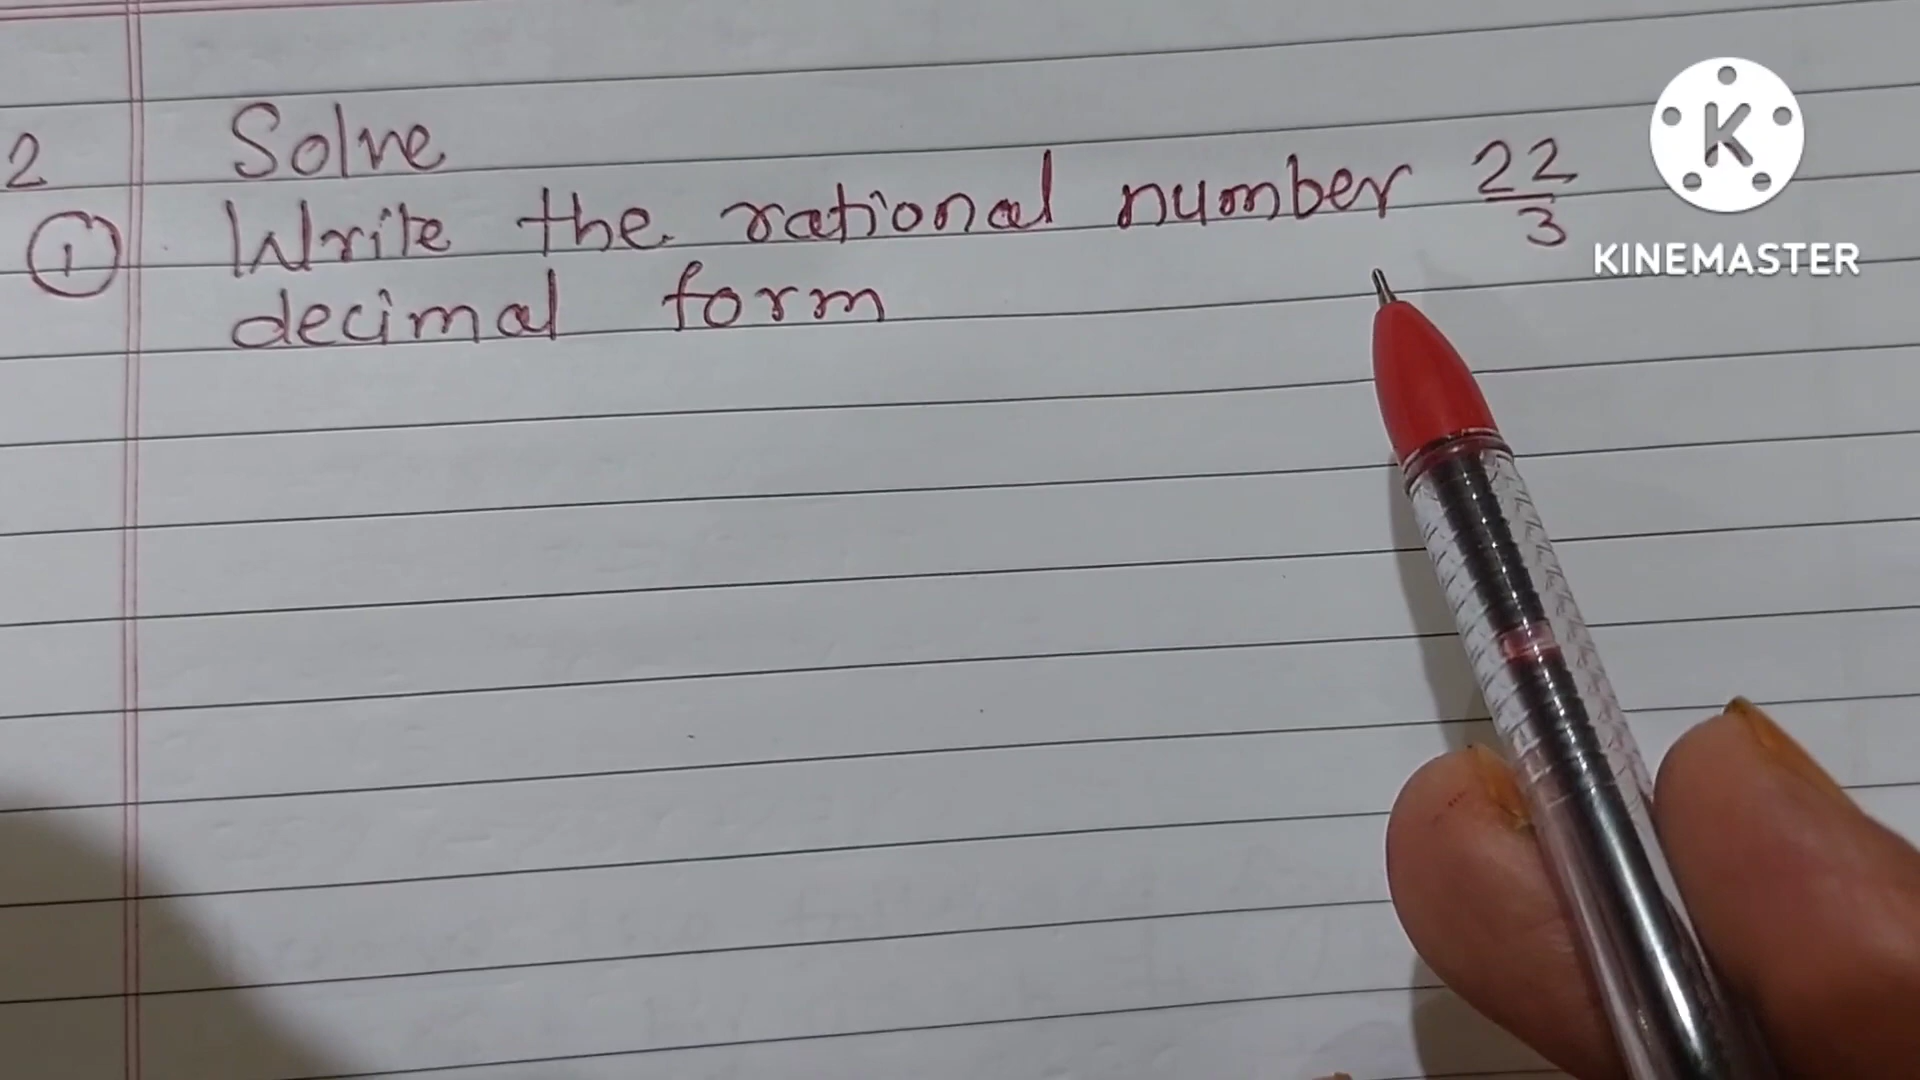 2 Solve
① Write the rational number 22/3
decimal form
K
KINEMASTER